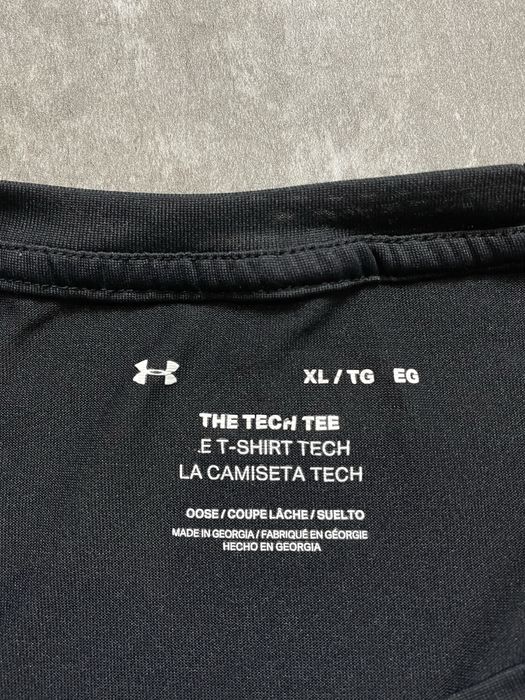 XL / TG EG
THE TECH TEE
E T-SHIRT TECH
LA CAMISETA TECH
OOSE / COUPE LÂCHE / SUELTO
MADE IN GEORGIA / FABRIQUÉ EN GÉORGIE
HECHO EN GEORGIA